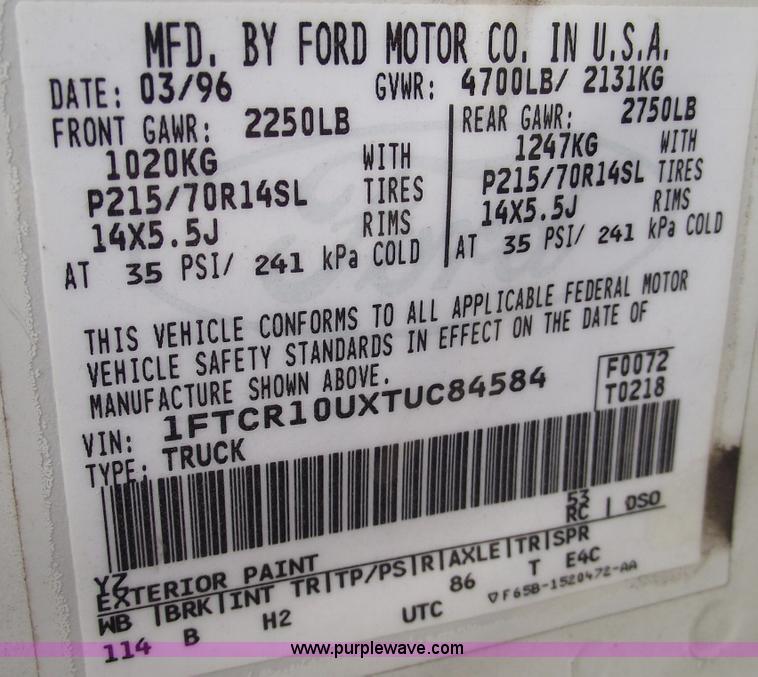 MFD. BY FORD MOTOR CO. IN U.S.A.
DATE: 03/96 GVWR: 4700LB/ 2131KG
FRONT GAWR: 2250LB REAR GAWR: 2750LB
1020KG WITH 1247KG WITH
P215/70R14SL TIRES P215/70R14SL TIRES
14X5.5J RIMS 14X5.5J RIMS
AT 35 PSI/ 241 kPa COLD AT 35 PSI/ 241 kPa COLD
THIS VEHICLE CONFORMS TO ALL APPLICABLE FEDERAL MOTOR
VEHICLE SAFETY STANDARDS IN EFFECT ON THE DATE OF
MANUFACTURE SHOWN ABOVE.
F0072
VIN: 1FTCR10UXTUC84584 T0218
TYPE: TRUCK
53
RC | DSO
YZ
EXTERIOR PAINT
WB |BRK|INT TR|TP/PS|R|AXLE|TR|SPR
114 B H2 UTC 86 T E4C
▽F65B-1520472-AA
Ford
www.purplewave.com